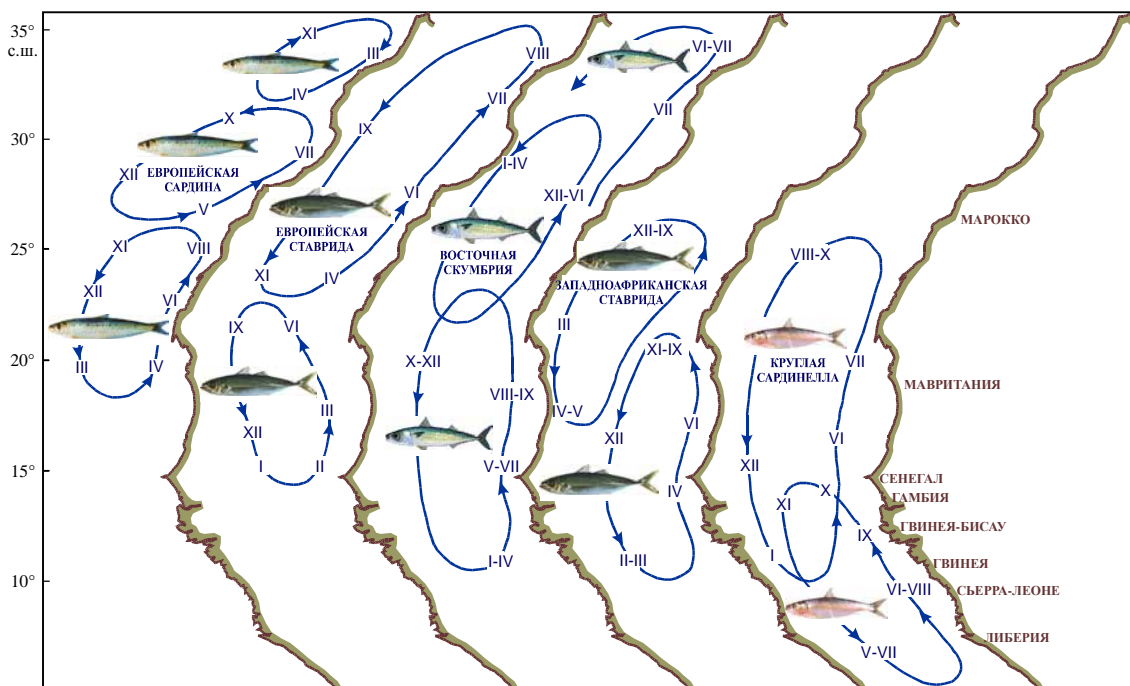 35°
с.ш.
30°
25°
20°
15°
10°
XI
III
IV
X
VII
XII
V
ЕВРОПЕЙСКАЯ
САРДИНА
XI
VIII
XII
VI
III
IV
VIII
VII
IX
VI
ЕВРОПЕЙСКАЯ
СТАВРИДА
XI
IV
IX
VI
III
XII
I
II
VI-VII
VII
I-IV
XII-VI
ВОСТОЧНАЯ
СКУМБРИЯ
X-XII
VIII-IX
V-VII
I-IV
XII-IX
ЗАПАДНОАФРИКАНСКАЯ
СТАВРИДА
III
IV-V
XI-IX
VI
XII
IV
II-III
VIII-X
КРУГЛАЯ
САРДИНЕЛЛА
VII
VI
XII
XI
X
IX
I
VI-VIII
V-VII
МАРОККО
МАВРИТАНИЯ
СЕНЕГАЛ
ГАМБИЯ
ГВИНЕЯ-БИСАУ
ГВИНЕЯ
СЬЕРРА-ЛЕОНЕ
ЛИБЕРИЯ